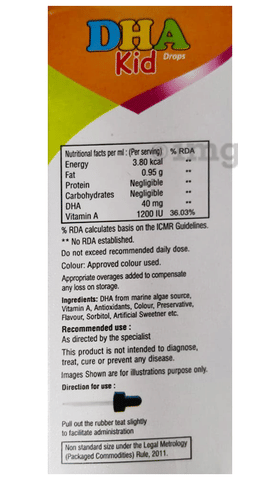 DHA
Kid Drops
Nutritional facts per ml : (Per serving) % RDA
Energy 3.80 kcal **
Fat 0.95 g **
Protein Negligible **
Carbohydrates Negligible **
DHA 40 mg **
Vitamin A 1200 IU 36.03%
% RDA calculates basis on the ICMR Guidelines.
** No RDA established.
Do not exceed recommended daily dose.
Colour: Approved colour used.
Appropriate overages added to compensate
any loss on storage.
Ingredients: DHA from marine algae source,
Vitamin A, Antioxidants, Colour, Preservative,
Flavour, Sorbitol, Artificial Sweetner etc.
Recommended use :
As directed by the specialist
This product is not intended to diagnose,
treat, cure or prevent any disease.
Images Shown are for illustrations purpose only.
Direction for use :
Pull out the rubber teat slightly
to facilitate administration
Non standard size under the Legal Metrology
(Packaged Commodities) Rule, 2011.